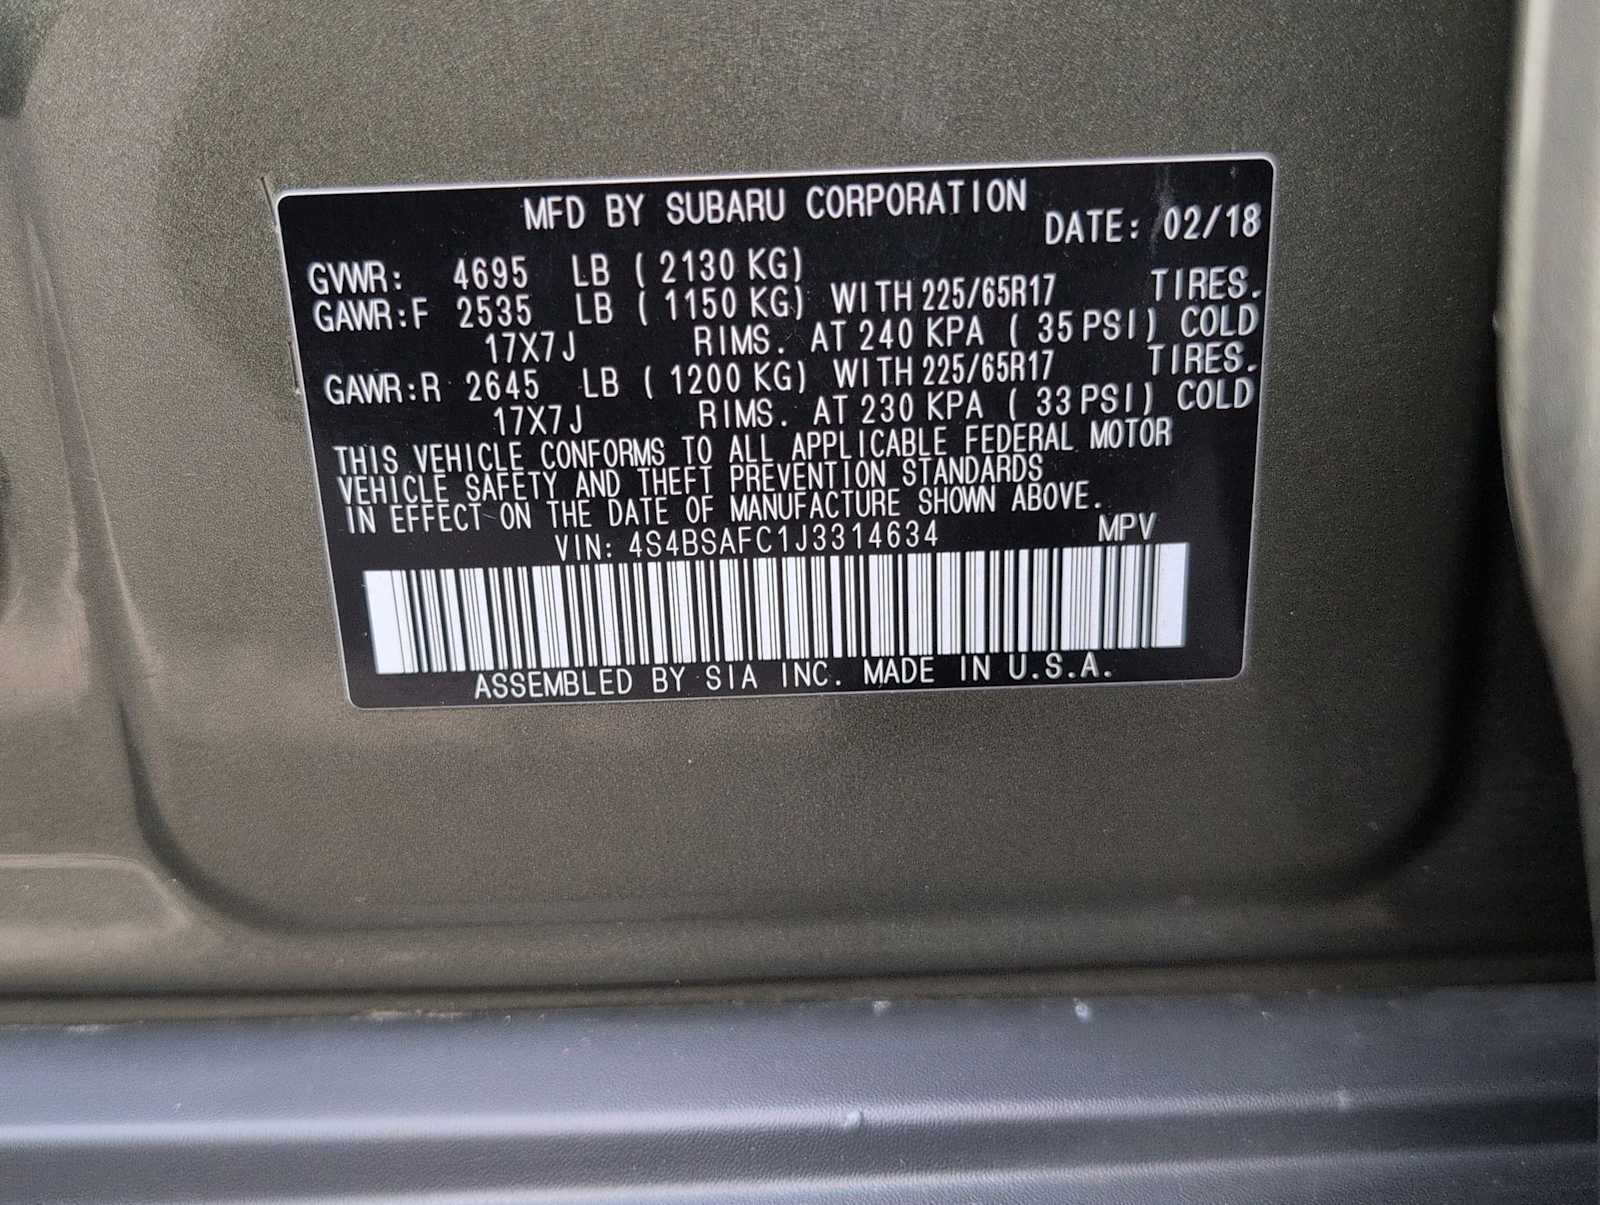 MFD BY SUBARU CORPORATION
DATE: 02/18
GVWR: 4695 LB ( 2130 KG)
GAWR:F 2535 LB ( 1150 KG) WITH 225/65R17 TIRES.
17X7J RIMS. AT 240 KPA ( 35 PSI) COLD
GAWR:R 2645 LB ( 1200 KG) WITH 225/65R17 TIRES.
17X7J RIMS. AT 230 KPA ( 33 PSI) COLD
THIS VEHICLE CONFORMS TO ALL APPLICABLE FEDERAL MOTOR
VEHICLE SAFETY AND THEFT PREVENTION STANDARDS
IN EFFECT ON THE DATE OF MANUFACTURE SHOWN ABOVE.
VIN: 4S4BSAFC1J3314634 MPV
ASSEMBLED BY SIA INC. MADE IN U.S.A.